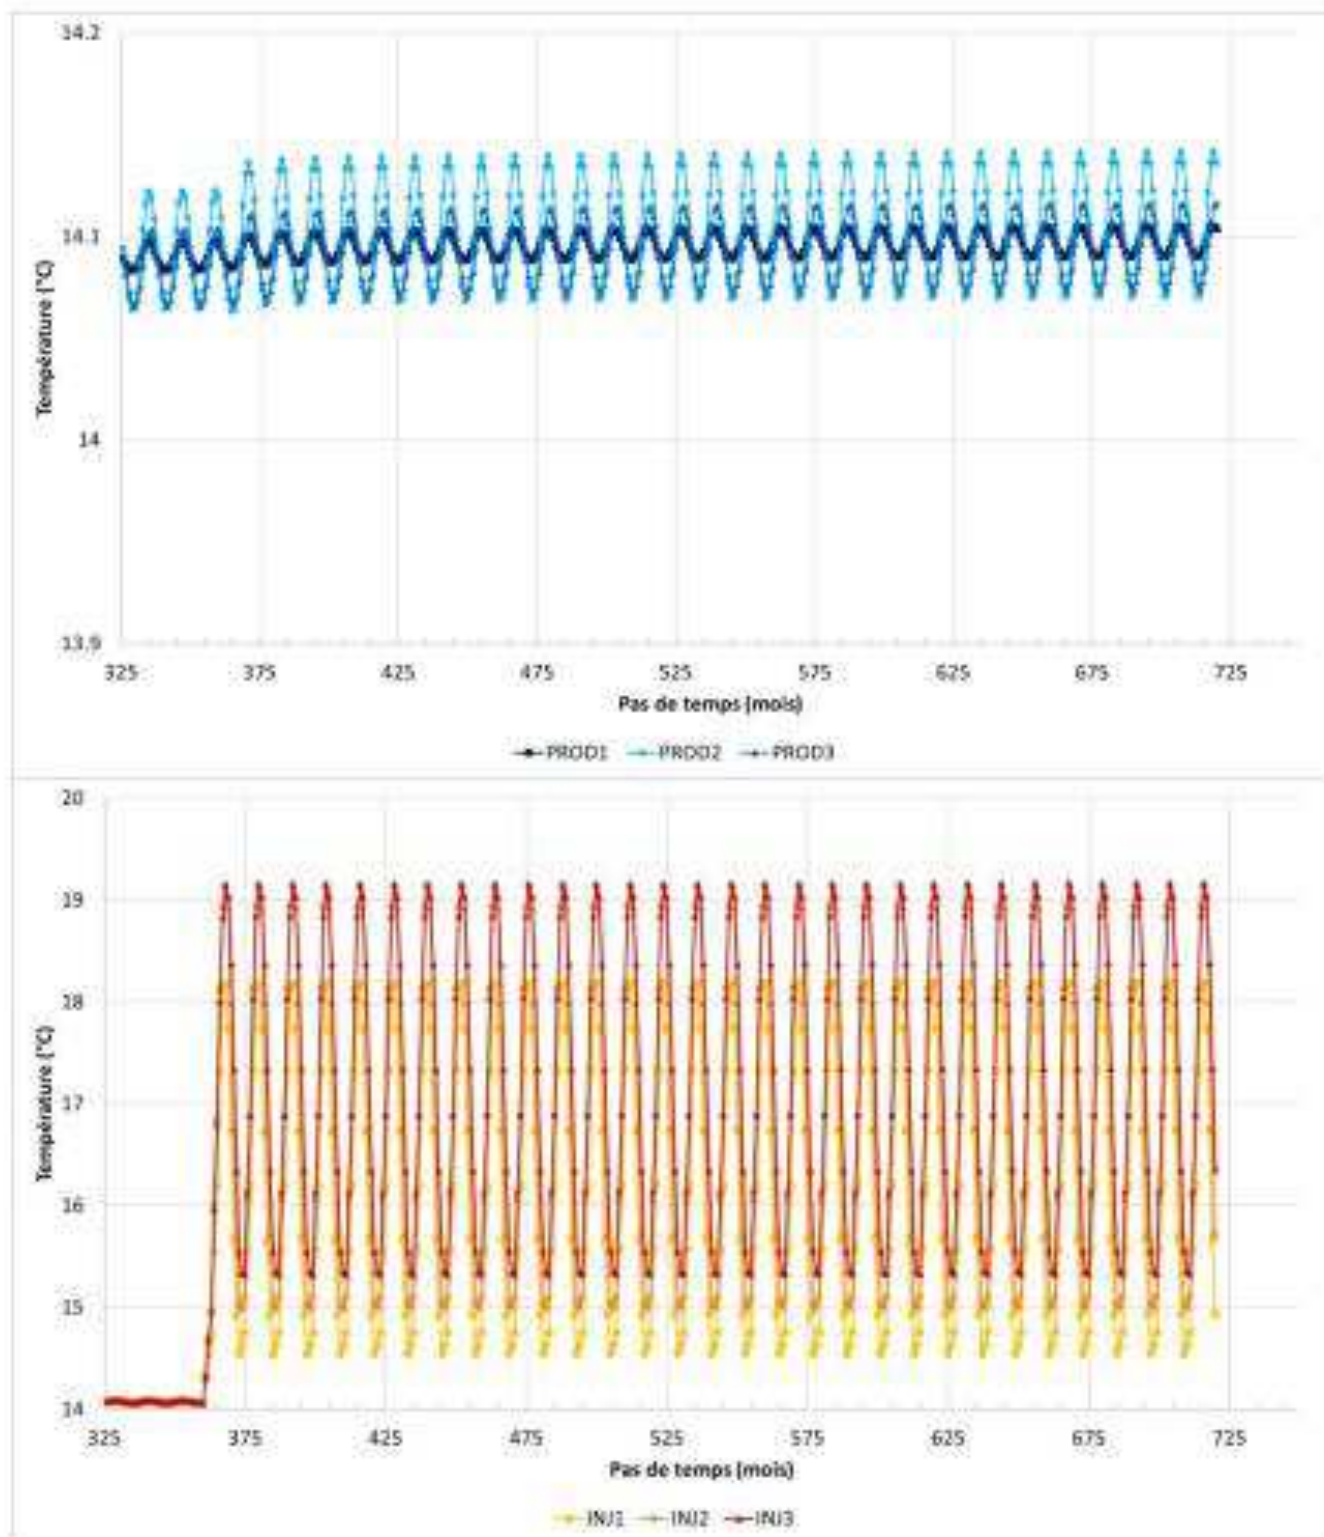 14.2
14.1
14
13.9
Température (°C)
325 375 425 475 525 575 625 675 725
Pas de temps (mois)
PROD1 PROD2 PROD3
20
19
18
17
16
15
14
Température (°C)
325 375 425 475 525 575 625 675 725
Pas de temps (mois)
INJ1 INJ2 INJ3